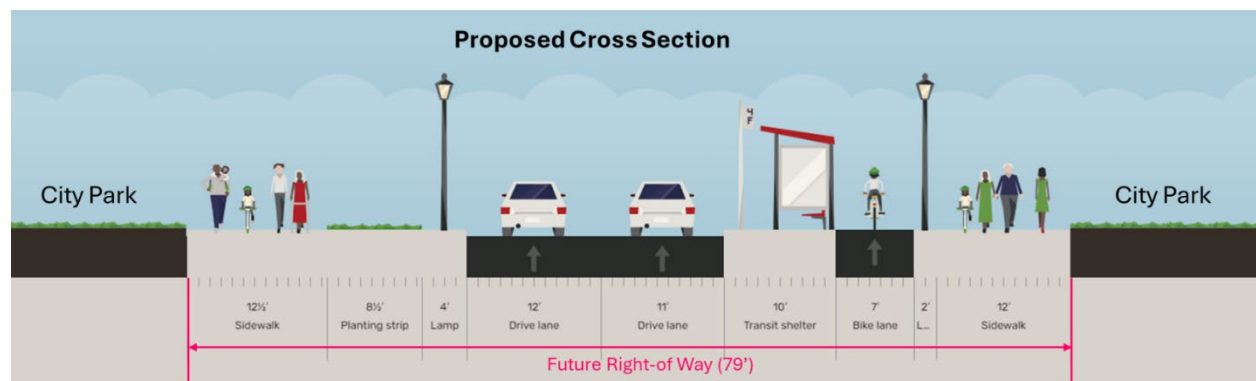 Proposed Cross Section
City Park
City Park
12½'
Sidewalk
8½'
Planting strip
4'
Lamp
12'
Drive lane
11'
Drive lane
10'
Transit shelter
7'
Bike lane
2'
L...
12'
Sidewalk
Future Right-of Way (79’)